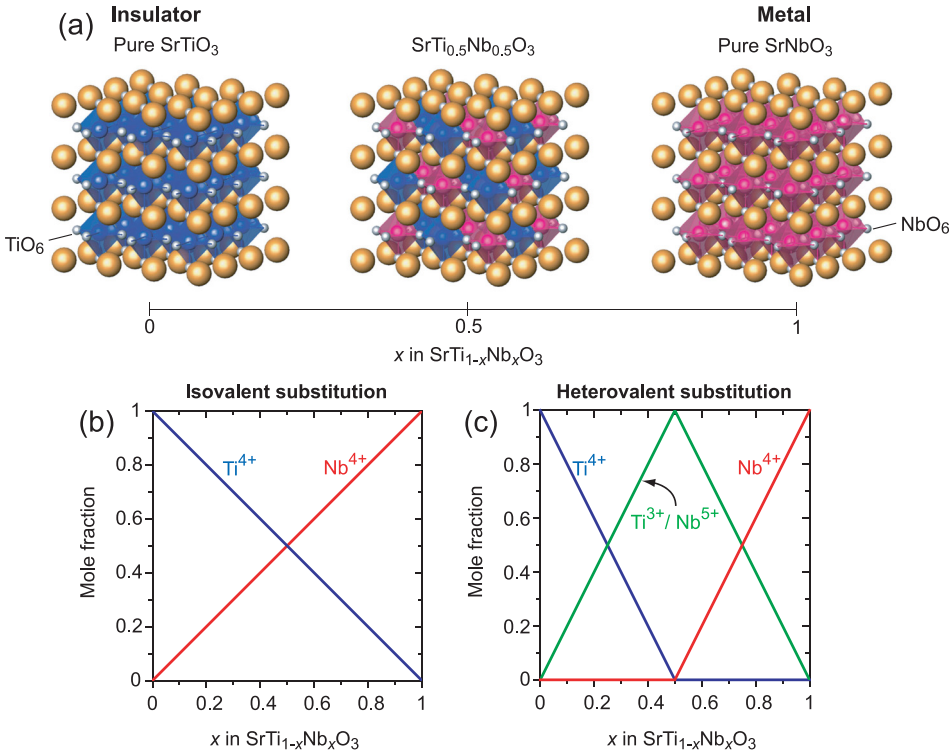 (a)
Insulator
Pure SrTiO₃
SrTi₀.₅Nb₀.₅O₃
Metal
Pure SrNbO₃
TiO₆
NbO₆
0
0.5
1
x in SrTi₁₋ₓNbₓO₃
(b)
Isovalent substitution
Mole fraction
1
0.8
0.6
0.4
0.2
0
Ti⁴⁺
Nb⁴⁺
0 0.2 0.4 0.6 0.8 1
x in SrTi₁₋ₓNbₓO₃
(c)
Heterovalent substitution
Mole fraction
1
0.8
0.6
0.4
0.2
0
Ti⁴⁺
Nb⁴⁺
Ti³⁺/ Nb⁵⁺
0 0.2 0.4 0.6 0.8 1
x in SrTi₁₋ₓNbₓO₃